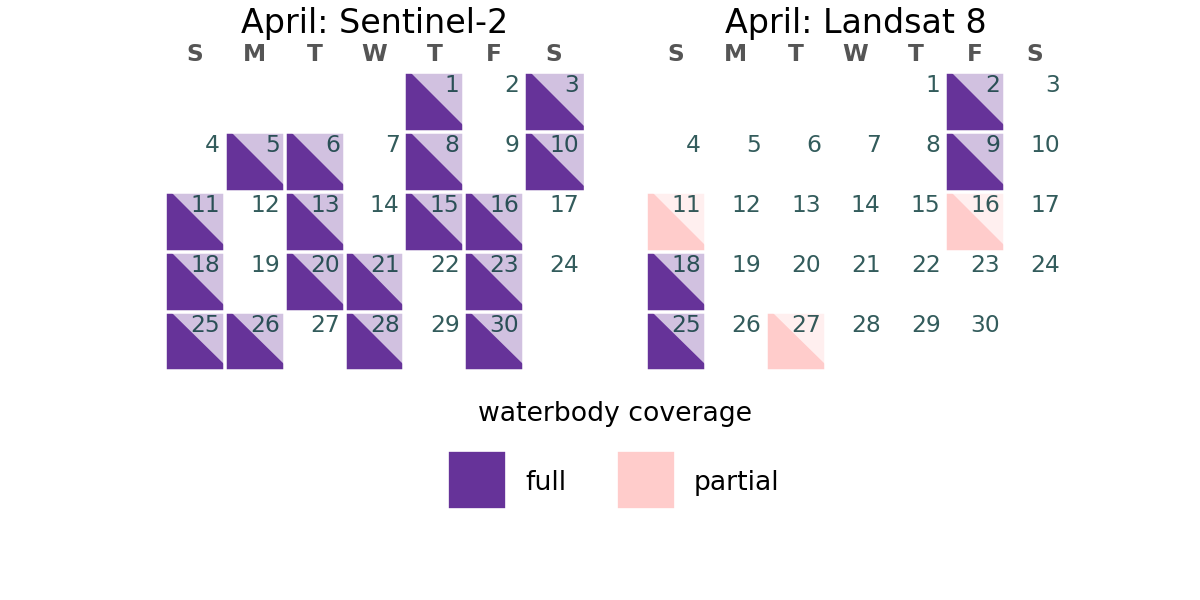 April: Sentinel-2
S M T W T F S
1 2 3
4 5 6 7 8 9 10
11 12 13 14 15 16 17
18 19 20 21 22 23 24
25 26 27 28 29 30
April: Landsat 8
S M T W T F S
1 2 3
4 5 6 7 8 9 10
11 12 13 14 15 16 17
18 19 20 21 22 23 24
25 26 27 28 29 30
waterbody coverage
full
partial